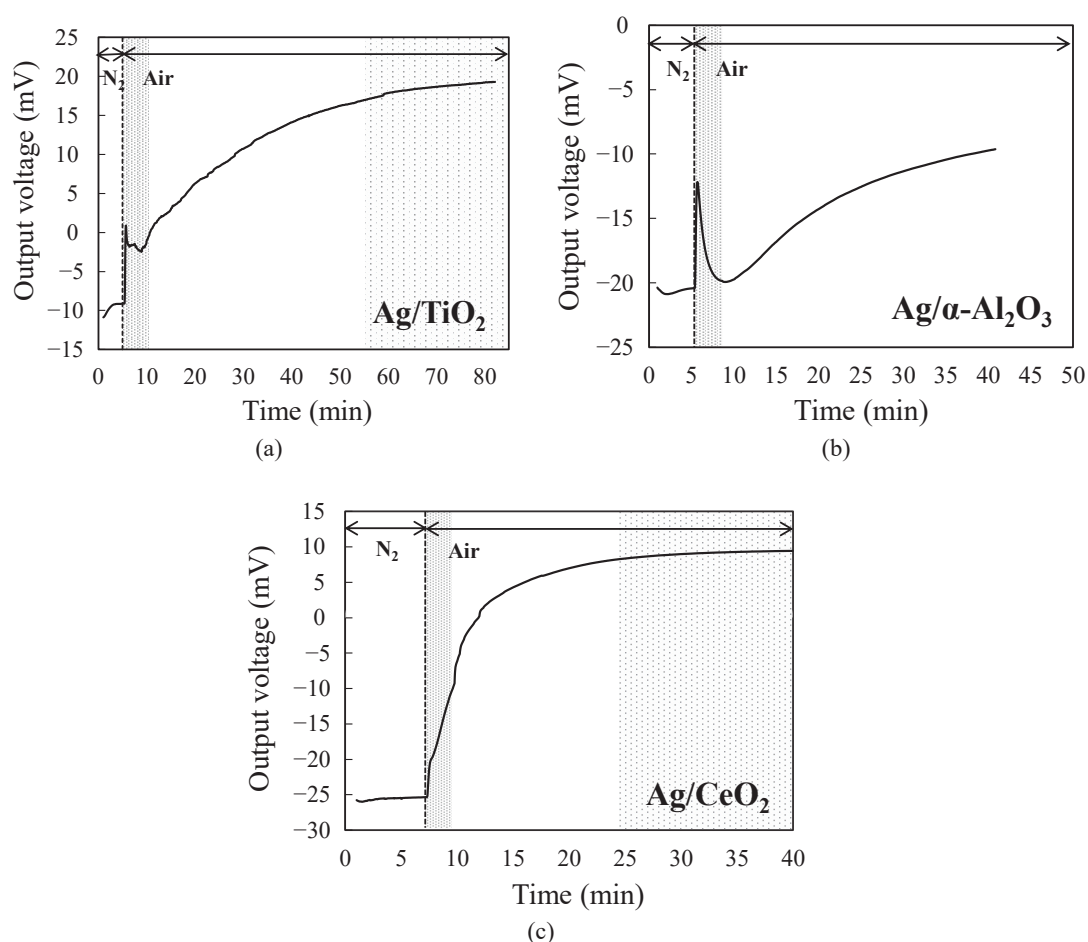 25
20
15
10
5
0
−5
−10
−15
Output voltage (mV)
N₂
Air
Ag/TiO₂
0 10 20 30 40 50 60 70 80
Time (min)
(a)
0
−5
−10
−15
−20
−25
Output voltage (mV)
N₂
Air
Ag/α-Al₂O₃
0 5 10 15 20 25 30 35 40 45 50
Time (min)
(b)
15
10
5
0
−5
−10
−15
−20
−25
−30
Output voltage (mV)
N₂
Air
Ag/CeO₂
0 5 10 15 20 25 30 35 40
Time (min)
(c)